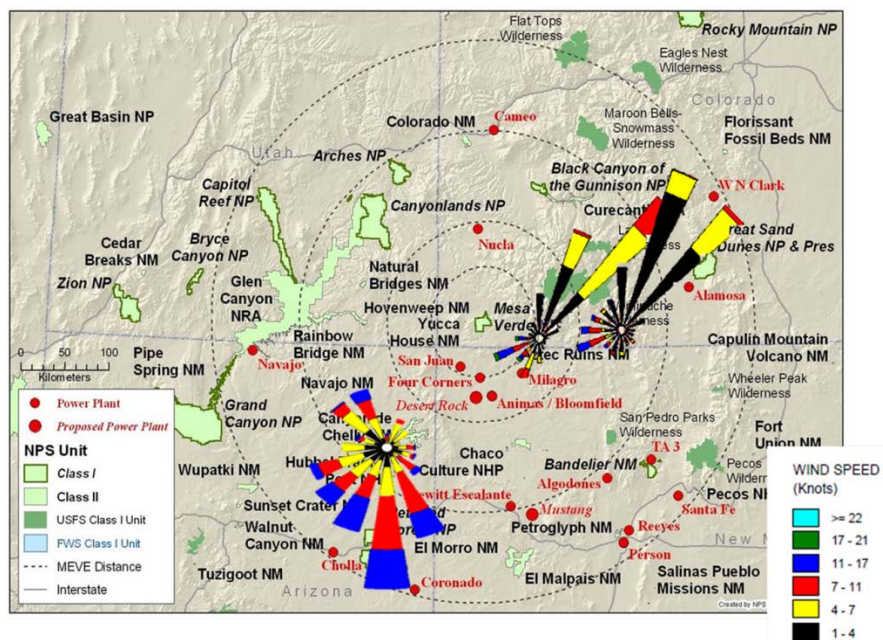 Flat Tops
Wilderness
Rocky Mountain NP
Eagles Nest
Wilderness
Colorado
Great Basin NP
Colorado NM
Cameo
Maroon Bells-
Snowmass
Wilderness
Florissant
Fossil Beds NM
Utah
Arches NP
Black Canyon of
the Gunnison NP
Capitol
Reef NP
WN Clark
Canyonlands NP
Curecanti
Nucla
Great Sand
Dunes NP & Pres
Bryce
Canyon NP
Cedar
Breaks NM
Zion NP
Natural
Bridges NM
Glen
Canyon
NRA
Alamosa
Hovenweep NM
Mesa
Verde
Yucca
House NM
Rainbow
Bridge NM
Capulin Mountain
Volcano NM
0 50 100
Kilometers
Pipe
Spring NM
Navajo
San Juan
Ruins NM
Milagro
Four Corners
Navajo NM
Wheeler Peak
Wilderness
Desert Rock
Animas / Bloomfield
Grand
Canyon NP
San Pedro Parks
Wilderness
Fort
Union NM
TA 3
Chaco
Culture NHP
Bandelier NM
Pecos
Wupatki NM
Algodones
Pecos
Escalante
Santa Fe
Sunset Crater
Mustang
Walnut
Canyon NM
Petroglyph NM
Reeyes
New
El Morro NM
Person
Cholla
Tuzigoot NM
El Malpais NM
Salinas Pueblo
Missions NM
Arizona
Coronado
Created by NPS
Power Plant
Proposed Power Plant
NPS Unit
Class I
Class II
USFS Class I Unit
FWS Class I Unit
MEVE Distance
Interstate
WIND SPEED
(Knots)
>= 22
17 - 21
11 - 17
7 - 11
4 - 7
1 - 4